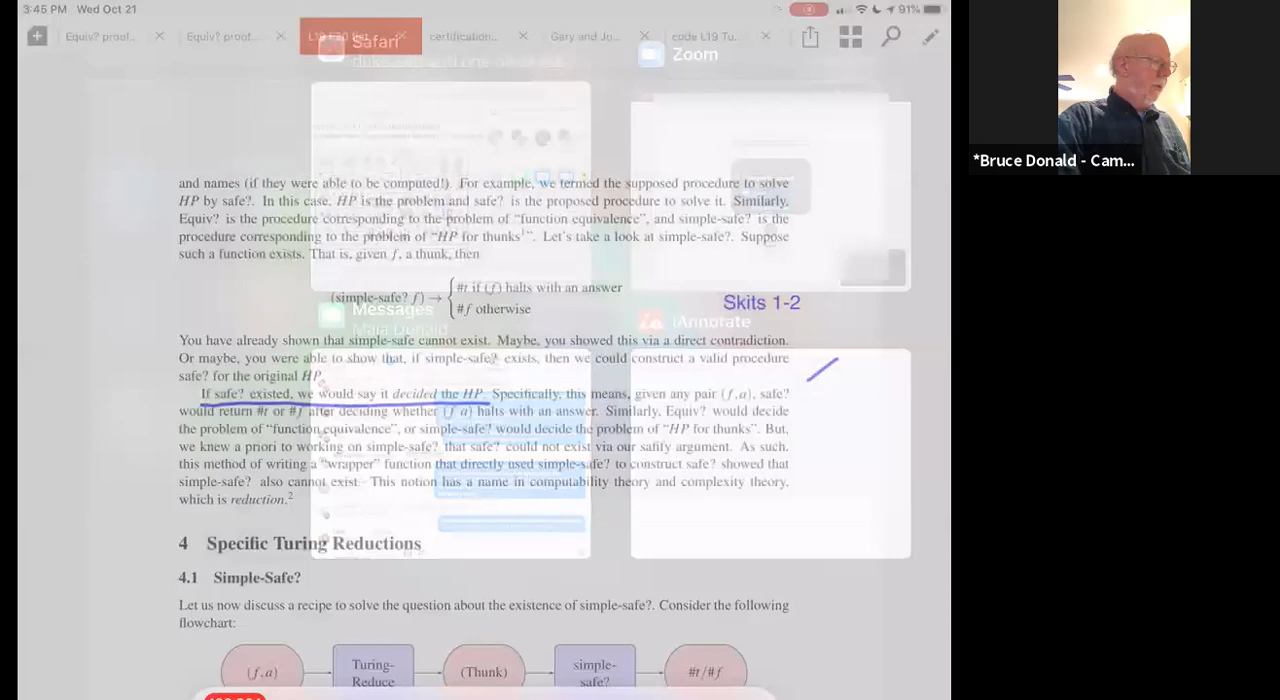 3:45 PM Wed Oct 21
91%
Equiv? proof... Equiv? proof... certification... Gary and Jo... code L19 Tu...
Safari
Zoom
*Bruce Donald - Cam...
and names (if they were able to be computed!). For example, we termed the supposed procedure to solve
HP by safe?. In this case, HP is the problem and safe? is the proposed procedure to solve it. Similarly,
Equiv? is the procedure corresponding to the problem of “function equivalence”, and simple-safe? is the
procedure corresponding to the problem of “HP for thunks¹”. Let's take a look at simple-safe?. Suppose
such a function exists. That is, given f, a thunk, then
(simple-safe? f) → { #t if (f) halts with an answer
#f otherwise
Skits 1-2
Messages
Maia Donald
iAnnotate
You have already shown that simple-safe cannot exist. Maybe, you showed this via a direct contradiction.
Or maybe, you were able to show that, if simple-safe? exists, then we could construct a valid procedure
safe? for the original HP.
If safe? existed, we would say it decided the HP. Specifically, this means, given any pair (f,a), safe?
would return #t or #f after deciding whether (f a) halts with an answer. Similarly, Equiv? would decide
the problem of “function equivalence”, or simple-safe? would decide the problem of “HP for thunks”. But,
we knew a priori to working on simple-safe? that safe? could not exist via our safify argument. As such,
this method of writing a “wrapper” function that directly used simple-safe? to construct safe? showed that
simple-safe? also cannot exist. This notion has a name in computability theory and complexity theory,
which is reduction.²
4 Specific Turing Reductions
4.1 Simple-Safe?
Let us now discuss a recipe to solve the question about the existence of simple-safe?. Consider the following
flowchart:
(f,a)
Turing-
Reduce
(Thunk)
simple-
safe?
#t/#f